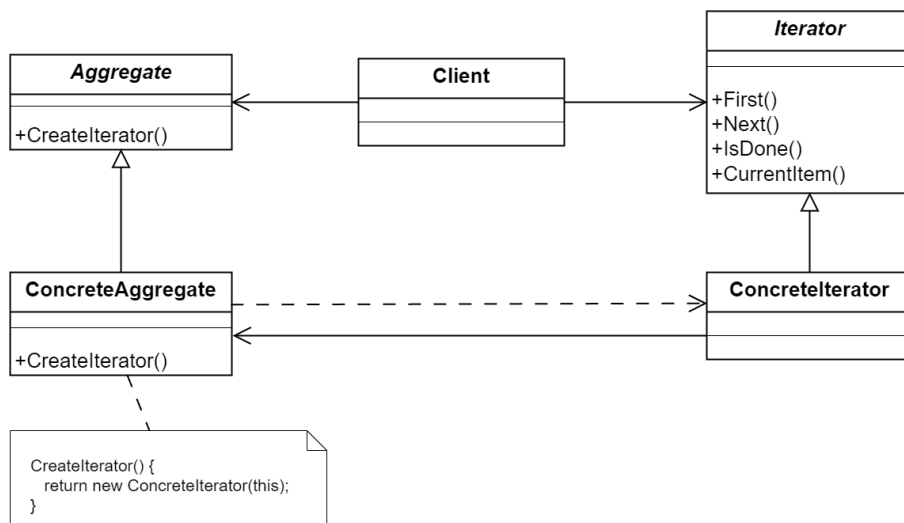 Aggregate
+CreateIterator()
Client
Iterator
+First()
+Next()
+IsDone()
+CurrentItem()
ConcreteAggregate
+CreateIterator()
ConcreteIterator
CreateIterator() {
return new ConcreteIterator(this);
}